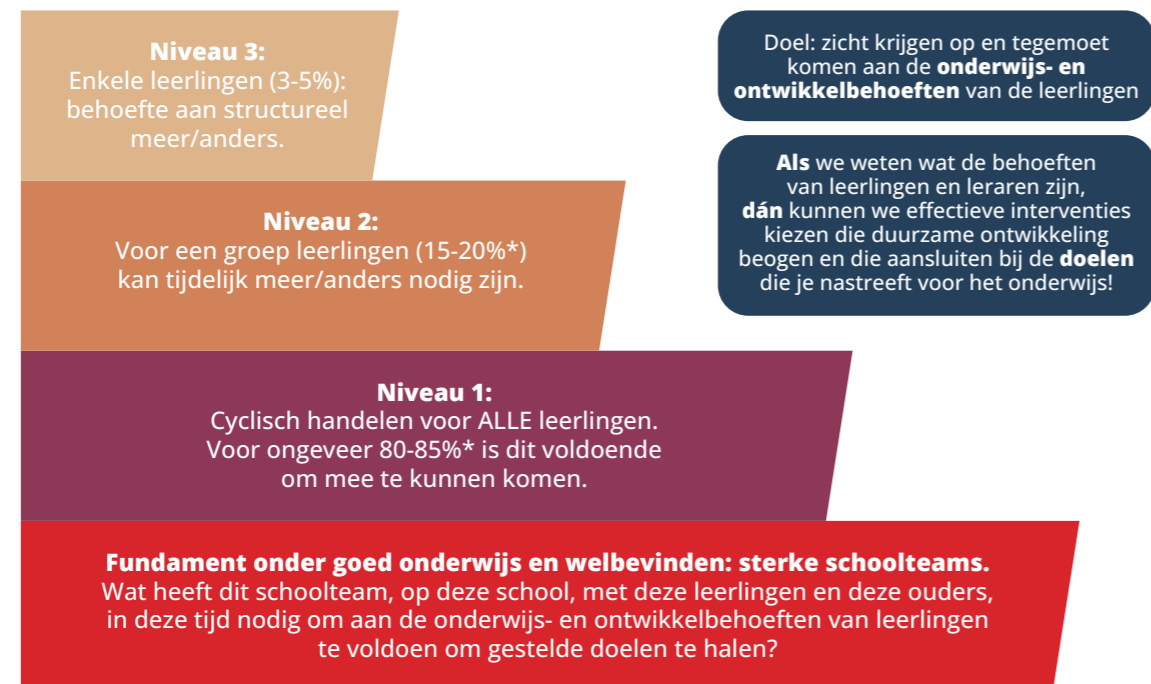 Niveau 3:
Enkele leerlingen (3-5%):
behoefte aan structureel
meer/anders.
Doel: zicht krijgen op en tegemoet
komen aan de onderwijs- en
ontwikkelbehoeften van de leerlingen
Als we weten wat de behoeften
van leerlingen en leraren zijn,
dán kunnen we effectieve interventies
kiezen die duurzame ontwikkeling
beogen en die aansluiten bij de doelen
die je nastreeft voor het onderwijs!
Niveau 2:
Voor een groep leerlingen (15-20%*)
kan tijdelijk meer/anders nodig zijn.
Niveau 1:
Cyclisch handelen voor ALLE leerlingen.
Voor ongeveer 80-85%* is dit voldoende
om mee te kunnen komen.
Fundament onder goed onderwijs en welbevinden: sterke schoolteams.
Wat heeft dit schoolteam, op deze school, met deze leerlingen en deze ouders,
in deze tijd nodig om aan de onderwijs- en ontwikkelbehoeften van leerlingen
te voldoen om gestelde doelen te halen?